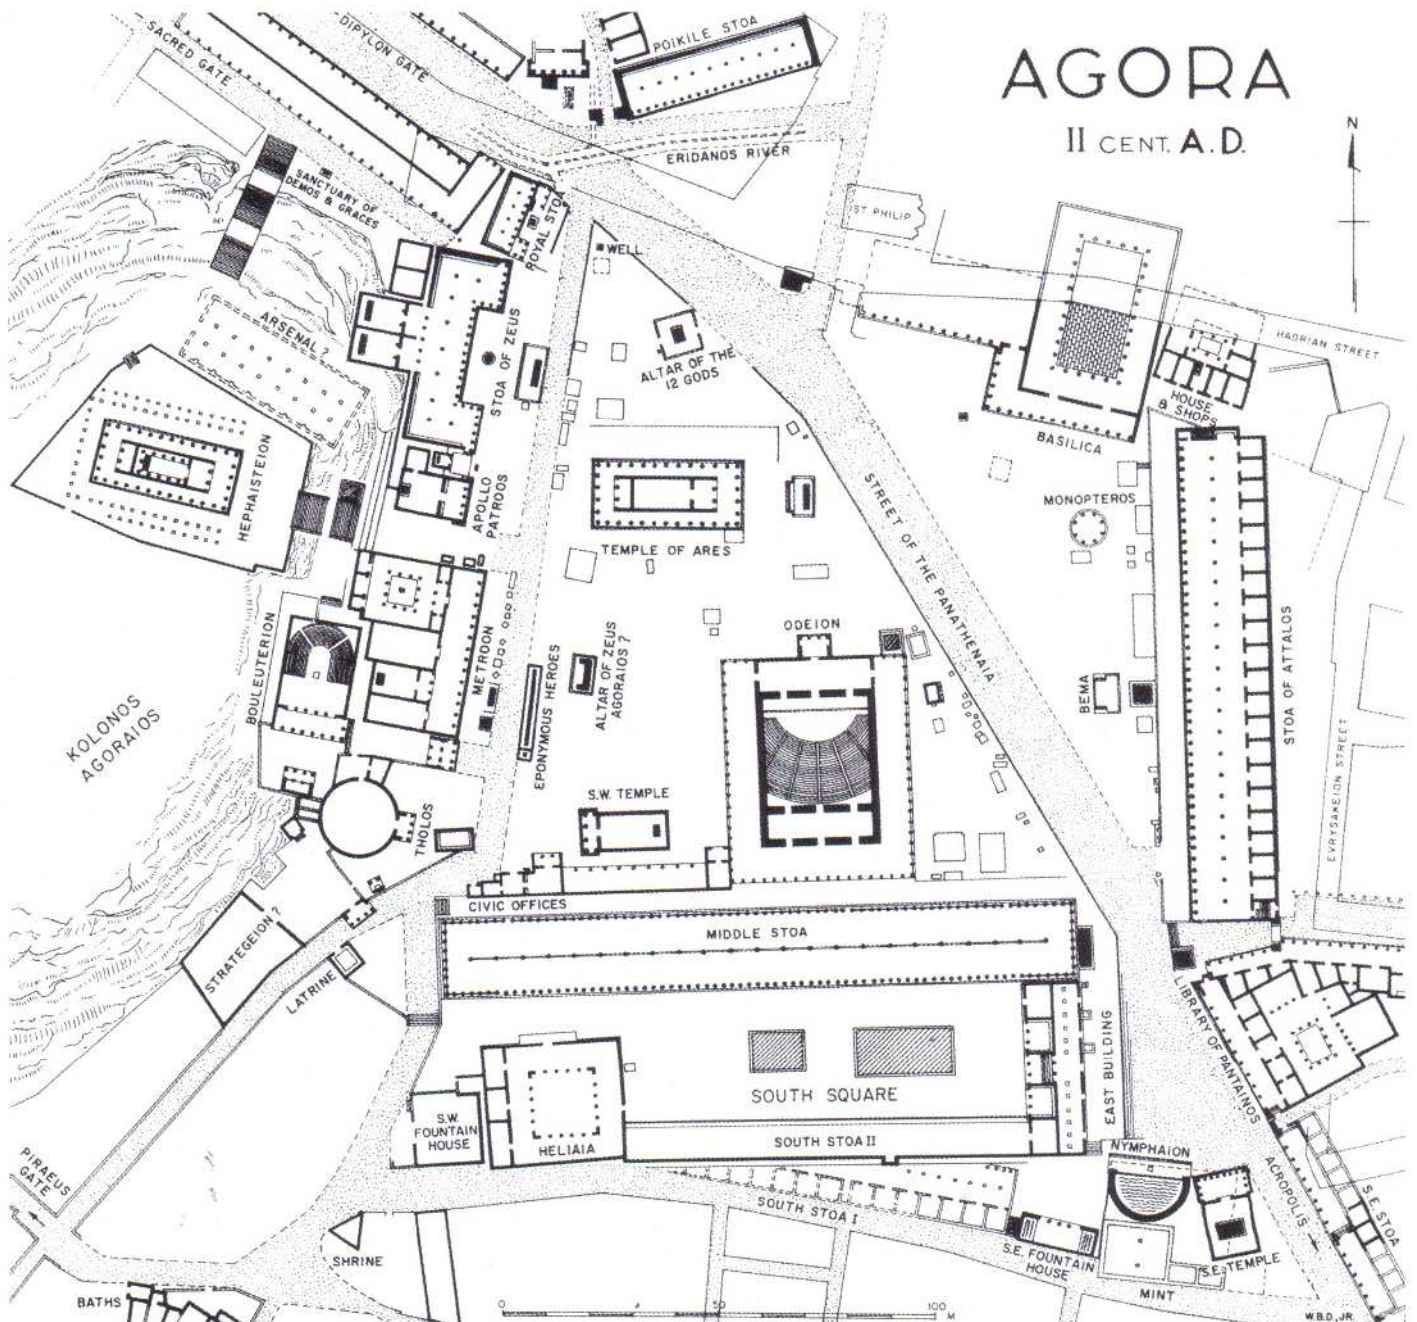 AGORA
II CENT. A.D.
N
SACRED GATE
DIPYLON GATE
POIKILE STOA
ERIDANOS RIVER
SANCTUARY OF
DEMOS & GRACES
ROYAL STOA
WELL
ST PHILIP
ARSENAL ?
STOA OF ZEUS
ALTAR OF THE
12 GODS
HADRIAN STREET
HOUSE
& SHOPS
BASILICA
HEPHAISTEION
APOLLO
PATROOS
TEMPLE OF ARES
STREET OF THE PANATHENAIA
MONOPTEROS
BOULEUTERION
METROON
EPONYMOUS HEROES
ALTAR OF ZEUS
AGORAIOS ?
ODEION
BEMA
STOA OF ATTALOS
EVRYSAKEION STREET
KOLONOS
AGORAIOS
S.W. TEMPLE
THOLOS
CIVIC OFFICES
MIDDLE STOA
STRATEGEION ?
LATRINE
LIBRARY OF PANTAINOS
EAST BUILDING
SOUTH SQUARE
S.W.
FOUNTAIN
HOUSE
HELIAIA
SOUTH STOA II
NYMPHAION
PIRAEUS
GATE
SOUTH STOA I
ACROPOLIS
S.E. STOA
SHRINE
S.E. FOUNTAIN
HOUSE
S.E. TEMPLE
MINT
BATHS
0 50 100
M
W.B.D., JR.